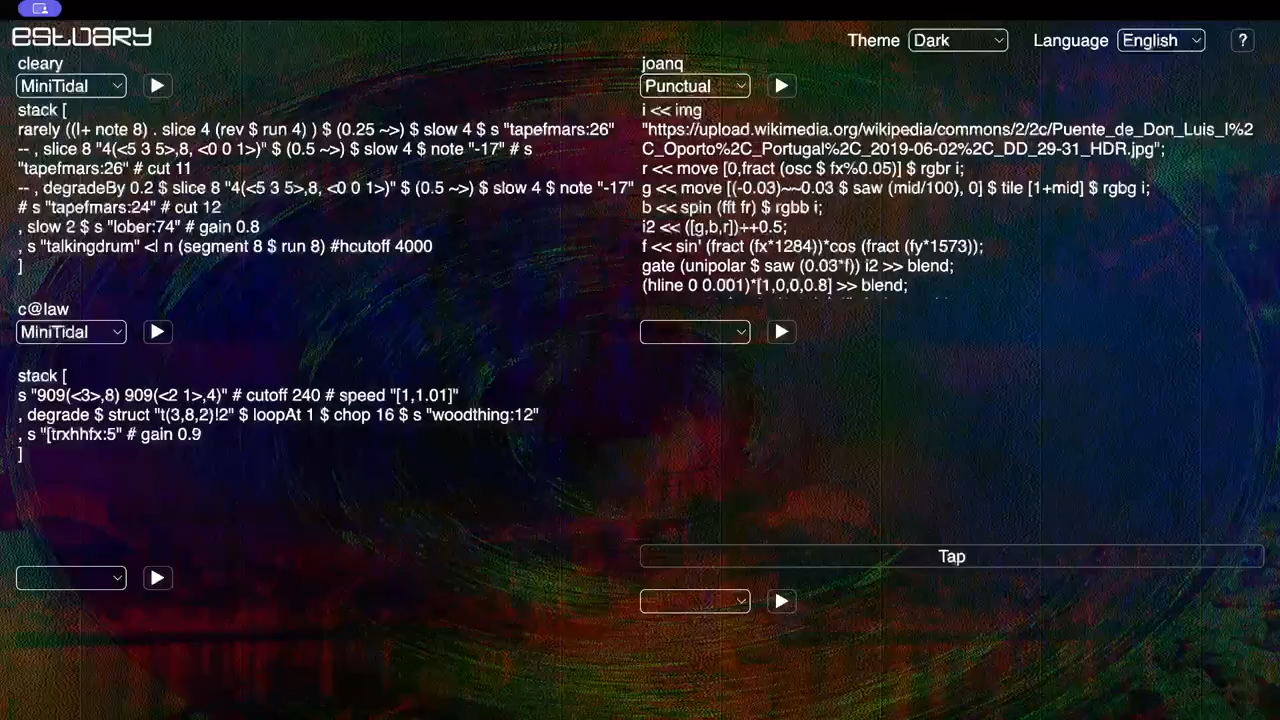 estuary
Theme Dark Language English ?
cleary
MiniTidal
stack [
rarely ((|+ note 8) . slice 4 (rev $ run 4) ) $ (0.25 ~>) $ slow 4 $ s "tapefmars:26"
-- , slice 8 "4(<5 3 5>,8, <0 0 1>)" $ (0.5 ~>) $ slow 4 $ note "-17" # s
"tapefmars:26" # cut 11
-- , degradeBy 0.2 $ slice 8 "4(<5 3 5>,8, <0 0 1>)" $ (0.5 ~>) $ slow 4 $ note "-17"
# s "tapefmars:24" # cut 12
, slow 2 $ s "lober:74" # gain 0.8
, s "talkingdrum" <| n (segment 8 $ run 8) #hcutoff 4000
]
joanq
Punctual
i << img
"https://upload.wikimedia.org/wikipedia/commons/2/2c/Puente_de_Don_Luis_I%2
C_Oporto%2C_Portugal%2C_2019-06-02%2C_DD_29-31_HDR.jpg";
r << move [0,fract (osc $ fx%0.05)] $ rgbr i;
g << move [(-0.03)~~0.03 $ saw (mid/100), 0] $ tile [1+mid] $ rgbg i;
b << spin (fft fr) $ rgbb i;
i2 << ([g,b,r])++0.5;
f << sin' (fract (fx*1284))*cos (fract (fy*1573));
gate (unipolar $ saw (0.03*f)) i2 >> blend;
(hline 0 0.001)*[1,0,0,0.8] >> blend;
c@law
MiniTidal
stack [
s "909(<3>,8) 909(<2 1>,4)" # cutoff 240 # speed "[1,1.01]"
, degrade $ struct "t(3,8,2)!2" $ loopAt 1 $ chop 16 $ s "woodthing:12"
, s "[trxhhfx:5" # gain 0.9
]
Tap